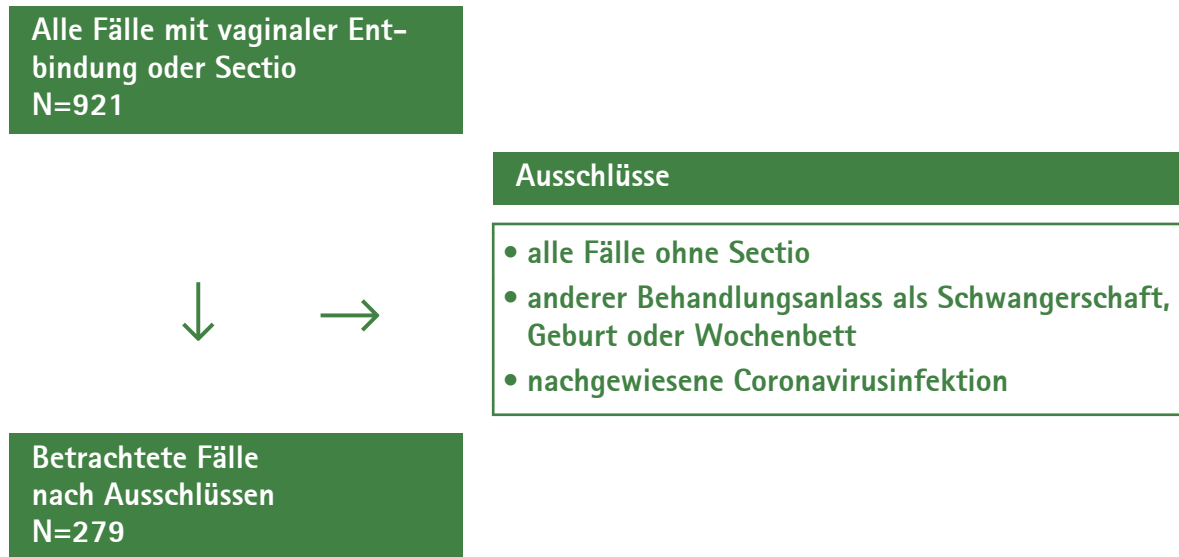 Alle Fälle mit vaginaler Ent-
bindung oder Sectio
N=921
Ausschlüsse
• alle Fälle ohne Sectio
• anderer Behandlungsanlass als Schwangerschaft,
Geburt oder Wochenbett
• nachgewiesene Coronavirusinfektion
Betrachtete Fälle
nach Ausschlüssen
N=279